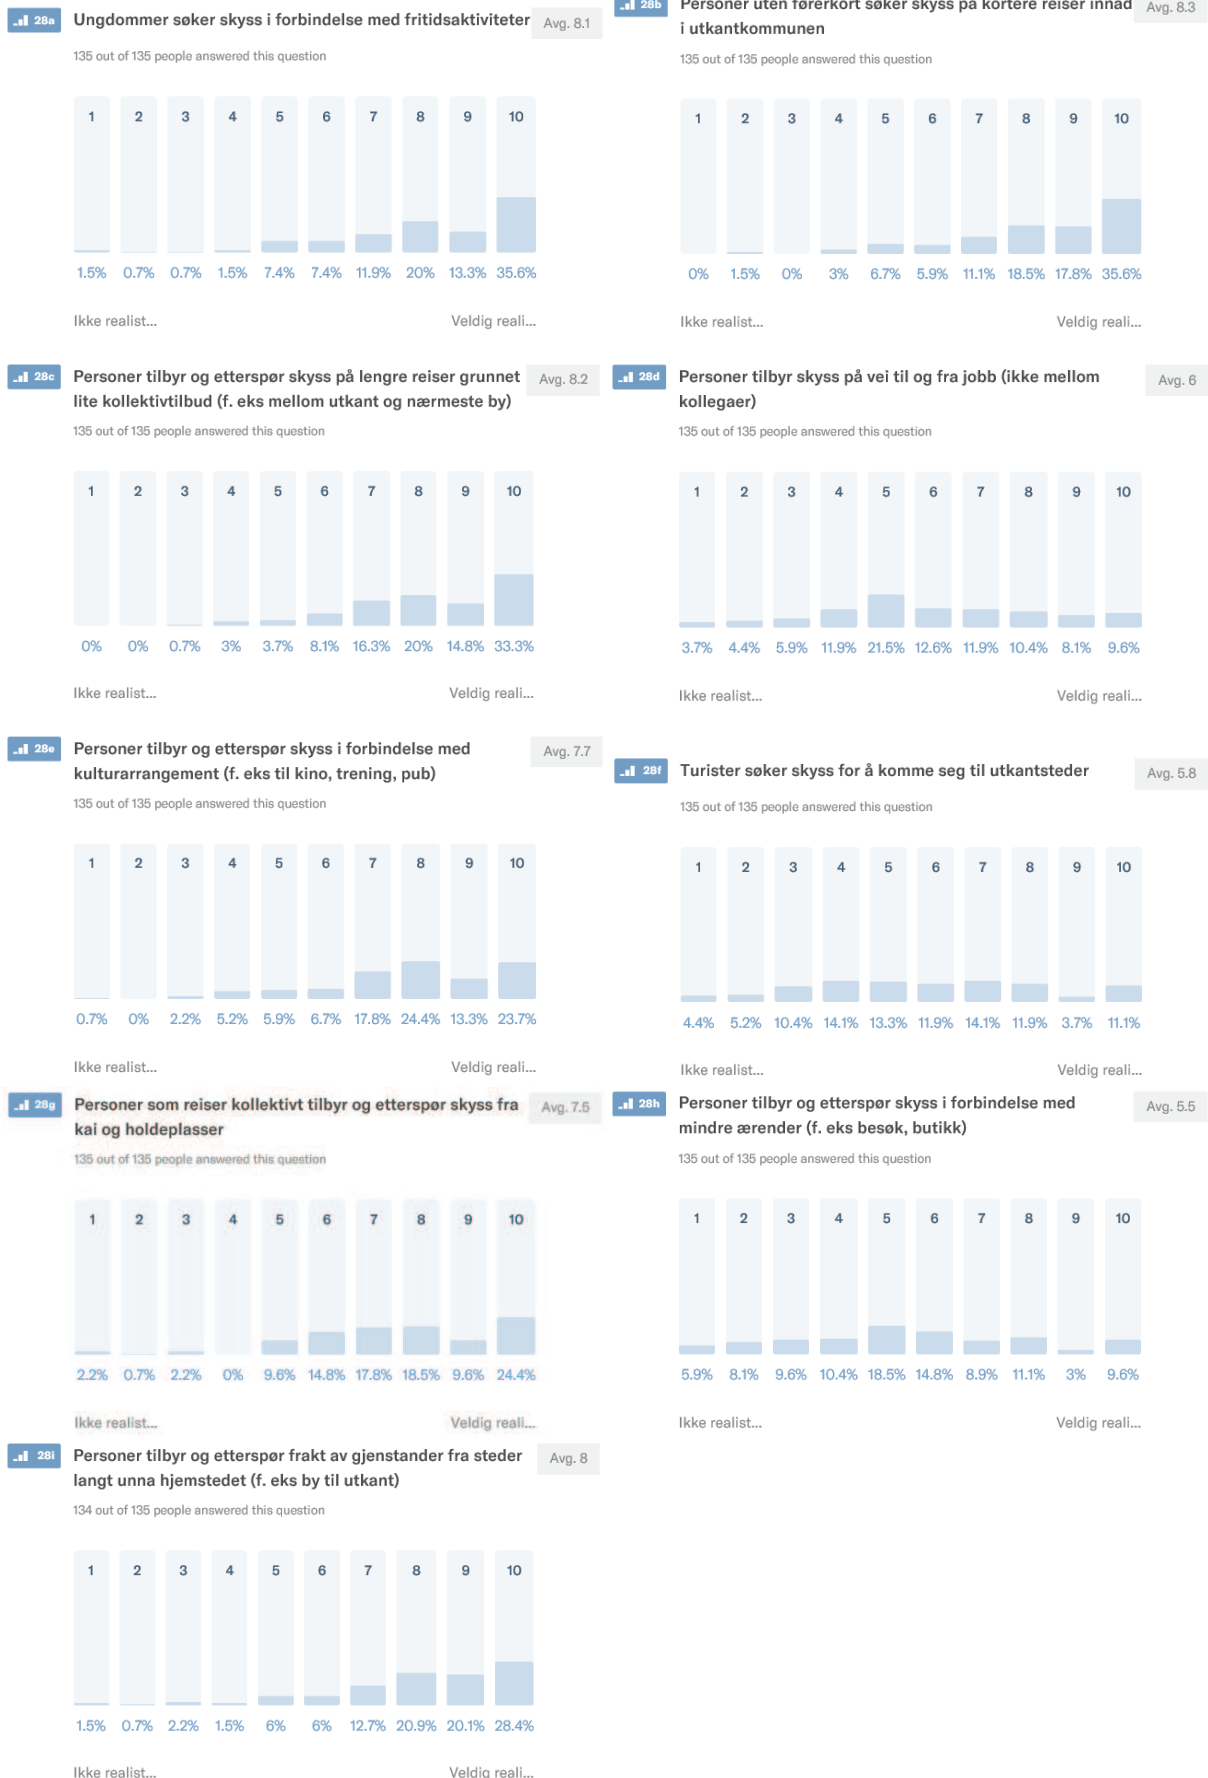 28a Ungdommer søker skyss i forbindelse med fritidsaktiviteter Avg. 8.1
135 out of 135 people answered this question
1 2 3 4 5 6 7 8 9 10
1.5% 0.7% 0.7% 1.5% 7.4% 7.4% 11.9% 20% 13.3% 35.6%
Ikke realist... Veldig reali...
28b Personer uten førerkort søker skyss på kortere reiser innad Avg. 8.3
i utkantkommunen
135 out of 135 people answered this question
1 2 3 4 5 6 7 8 9 10
0% 1.5% 0% 3% 6.7% 5.9% 11.1% 18.5% 17.8% 35.6%
Ikke realist... Veldig reali...
28c Personer tilbyr og etterspør skyss på lengre reiser grunnet Avg. 8.2
lite kollektivtilbud (f. eks mellom utkant og nærmeste by)
135 out of 135 people answered this question
1 2 3 4 5 6 7 8 9 10
0% 0% 0.7% 3% 3.7% 8.1% 16.3% 20% 14.8% 33.3%
Ikke realist... Veldig reali...
28d Personer tilbyr skyss på vei til og fra jobb (ikke mellom Avg. 6
kollegaer)
135 out of 135 people answered this question
1 2 3 4 5 6 7 8 9 10
3.7% 4.4% 5.9% 11.9% 21.5% 12.6% 11.9% 10.4% 8.1% 9.6%
Ikke realist... Veldig reali...
28e Personer tilbyr og etterspør skyss i forbindelse med Avg. 7.7
kulturarrangement (f. eks til kino, trening, pub)
135 out of 135 people answered this question
1 2 3 4 5 6 7 8 9 10
0.7% 0% 2.2% 5.2% 5.9% 6.7% 17.8% 24.4% 13.3% 23.7%
Ikke realist... Veldig reali...
28f Turister søker skyss for å komme seg til utkantsteder Avg. 5.8
135 out of 135 people answered this question
1 2 3 4 5 6 7 8 9 10
4.4% 5.2% 10.4% 14.1% 13.3% 11.9% 14.1% 11.9% 3.7% 11.1%
Ikke realist... Veldig reali...
28g Personer som reiser kollektivt tilbyr og etterspør skyss fra Avg. 7.5
kai og holdeplasser
135 out of 135 people answered this question
1 2 3 4 5 6 7 8 9 10
2.2% 0.7% 2.2% 0% 9.6% 14.8% 17.8% 18.5% 9.6% 24.4%
Ikke realist... Veldig reali...
28h Personer tilbyr og etterspør skyss i forbindelse med Avg. 5.5
mindre ærender (f. eks besøk, butikk)
135 out of 135 people answered this question
1 2 3 4 5 6 7 8 9 10
5.9% 8.1% 9.6% 10.4% 18.5% 14.8% 8.9% 11.1% 3% 9.6%
Ikke realist... Veldig reali...
28i Personer tilbyr og etterspør frakt av gjenstander fra steder Avg. 8
langt unna hjemstedet (f. eks by til utkant)
134 out of 135 people answered this question
1 2 3 4 5 6 7 8 9 10
1.5% 0.7% 2.2% 1.5% 6% 6% 12.7% 20.9% 20.1% 28.4%
Ikke realist... Veldig reali...